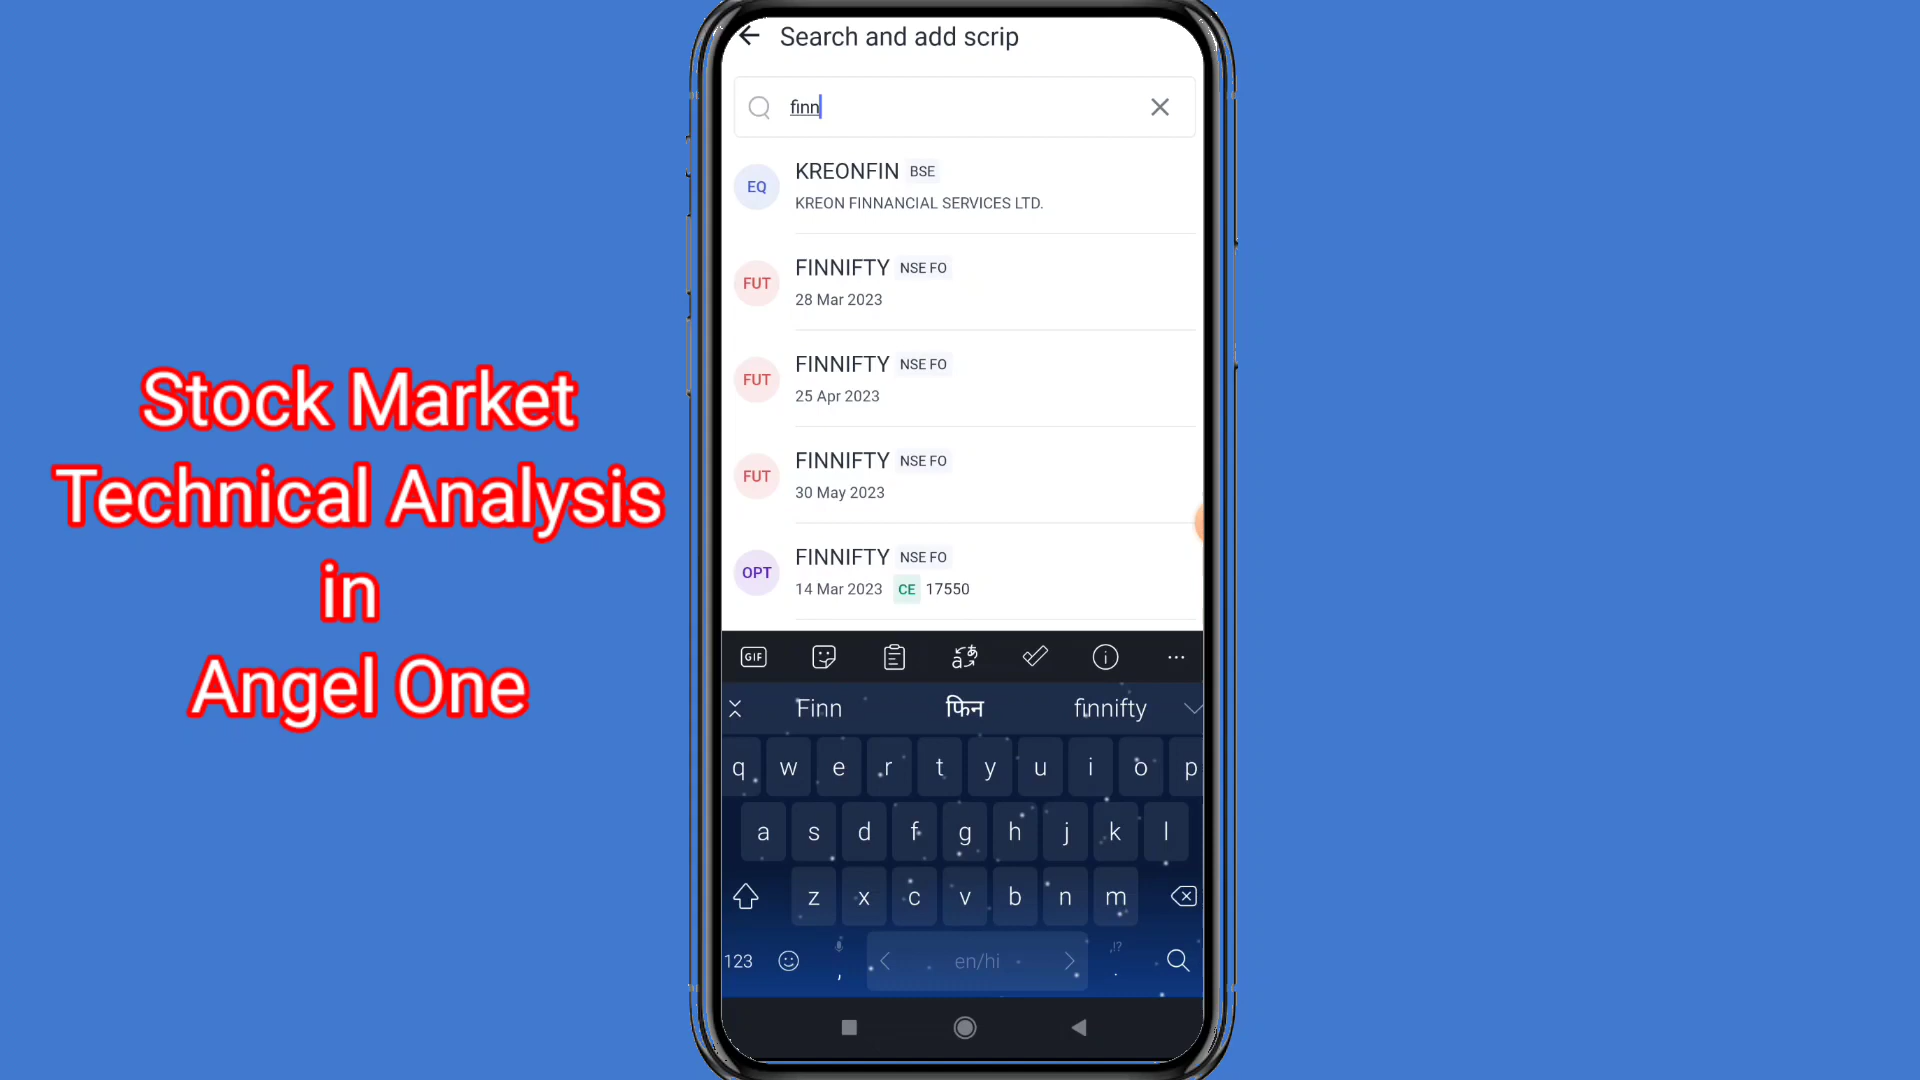 Stock Market
Technical Analysis
in
Angel One
Search and add scrip
finn
EQ KREONFIN BSE
KREON FINNANCIAL SERVICES LTD.
FUT FINNIFTY NSE FO
28 Mar 2023
FUT FINNIFTY NSE FO
25 Apr 2023
FUT FINNIFTY NSE FO
30 May 2023
OPT FINNIFTY NSE FO
14 Mar 2023 CE 17550
GIF
Finn फिन finnifty
q w e r t y u i o p
a s d f g h j k l
z x c v b n m
123 , en/hi ,!? .